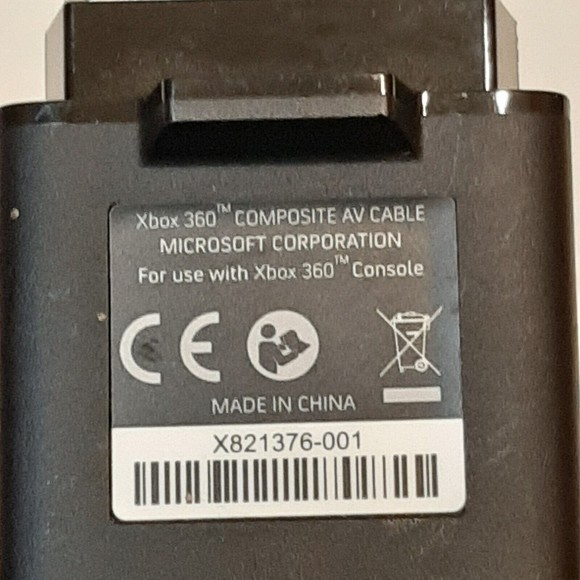 Xbox 360™ COMPOSITE AV CABLE
MICROSOFT CORPORATION
For use with Xbox 360™ Console
CE
MADE IN CHINA
X821376-001